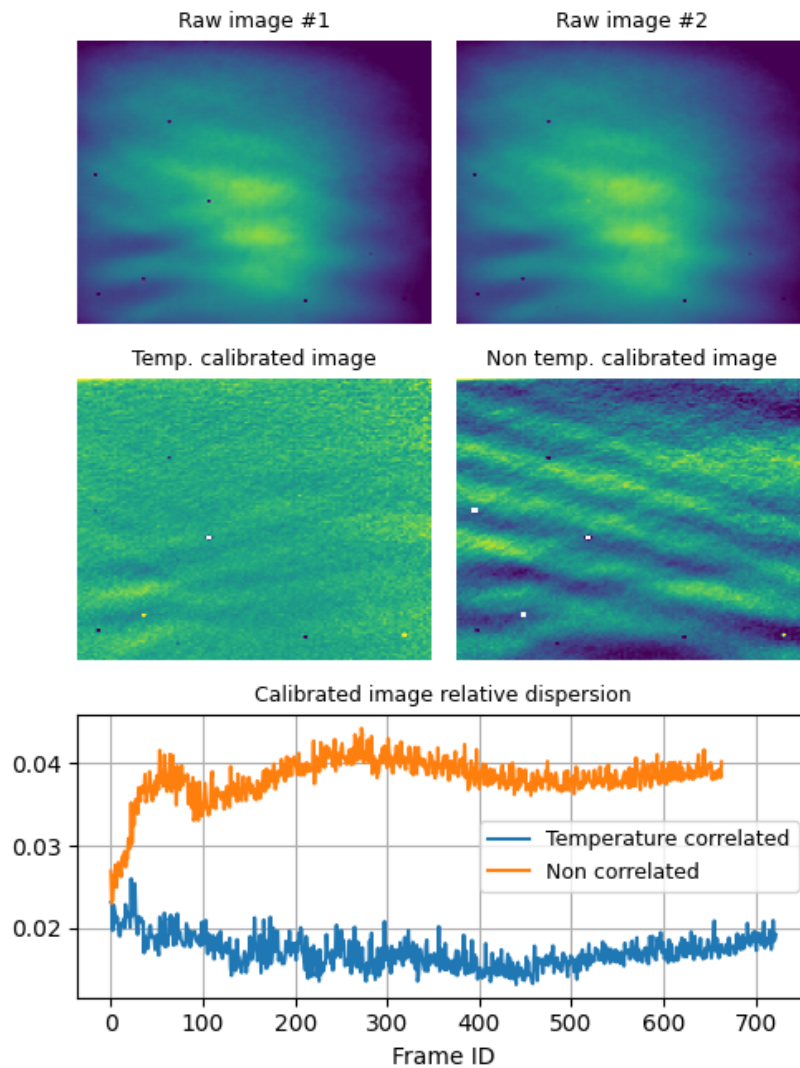 Raw image #1
Raw image #2
Temp. calibrated image
Non temp. calibrated image
Calibrated image relative dispersion
0.04
0.03
0.02
Temperature correlated
Non correlated
0 100 200 300 400 500 600 700
Frame ID